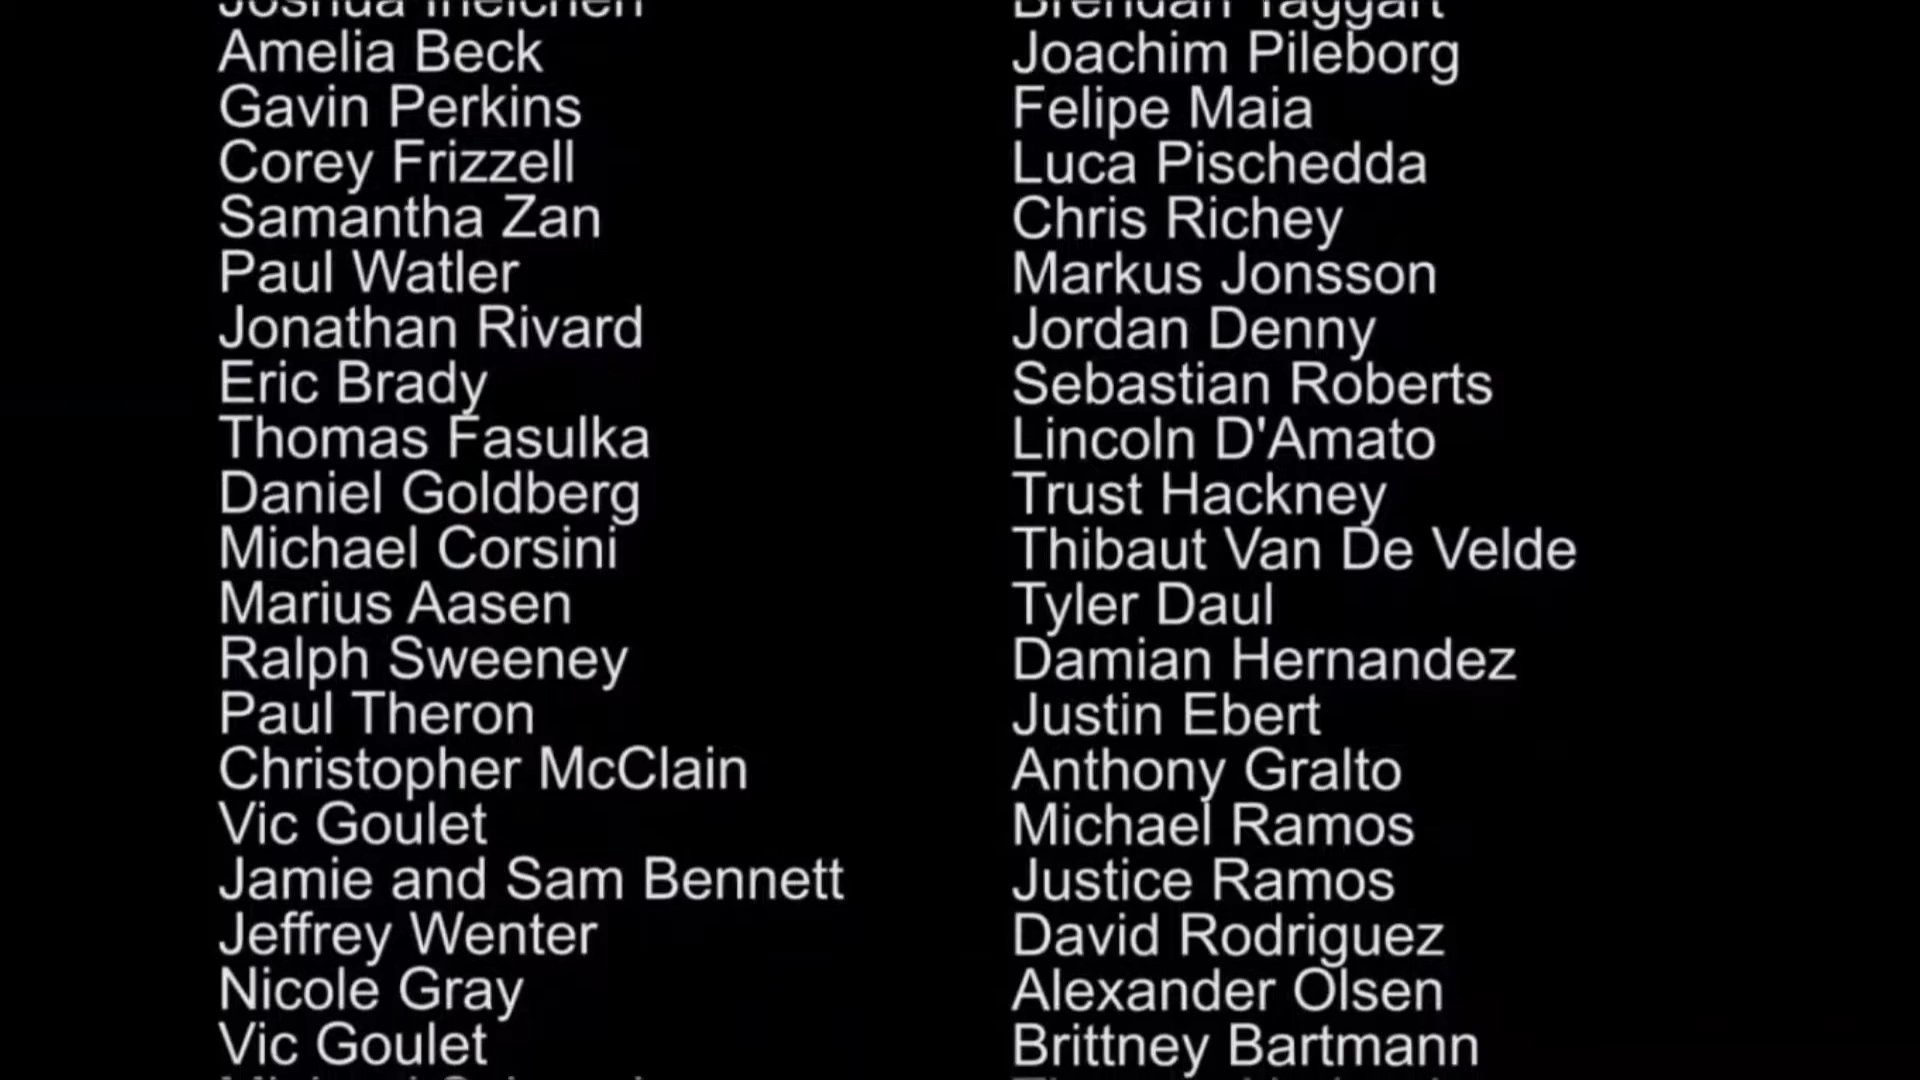 Amelia Beck
Gavin Perkins
Corey Frizzell
Samantha Zan
Paul Watler
Jonathan Rivard
Eric Brady
Thomas Fasulka
Daniel Goldberg
Michael Corsini
Marius Aasen
Ralph Sweeney
Paul Theron
Christopher McClain
Vic Goulet
Jamie and Sam Bennett
Jeffrey Wenter
Nicole Gray
Vic Goulet
Brendan Taggart
Joachim Pileborg
Felipe Maia
Luca Pischedda
Chris Richey
Markus Jonsson
Jordan Denny
Sebastian Roberts
Lincoln D'Amato
Trust Hackney
Thibaut Van De Velde
Tyler Daul
Damian Hernandez
Justin Ebert
Anthony Gralto
Michael Ramos
Justice Ramos
David Rodriguez
Alexander Olsen
Brittney Bartmann